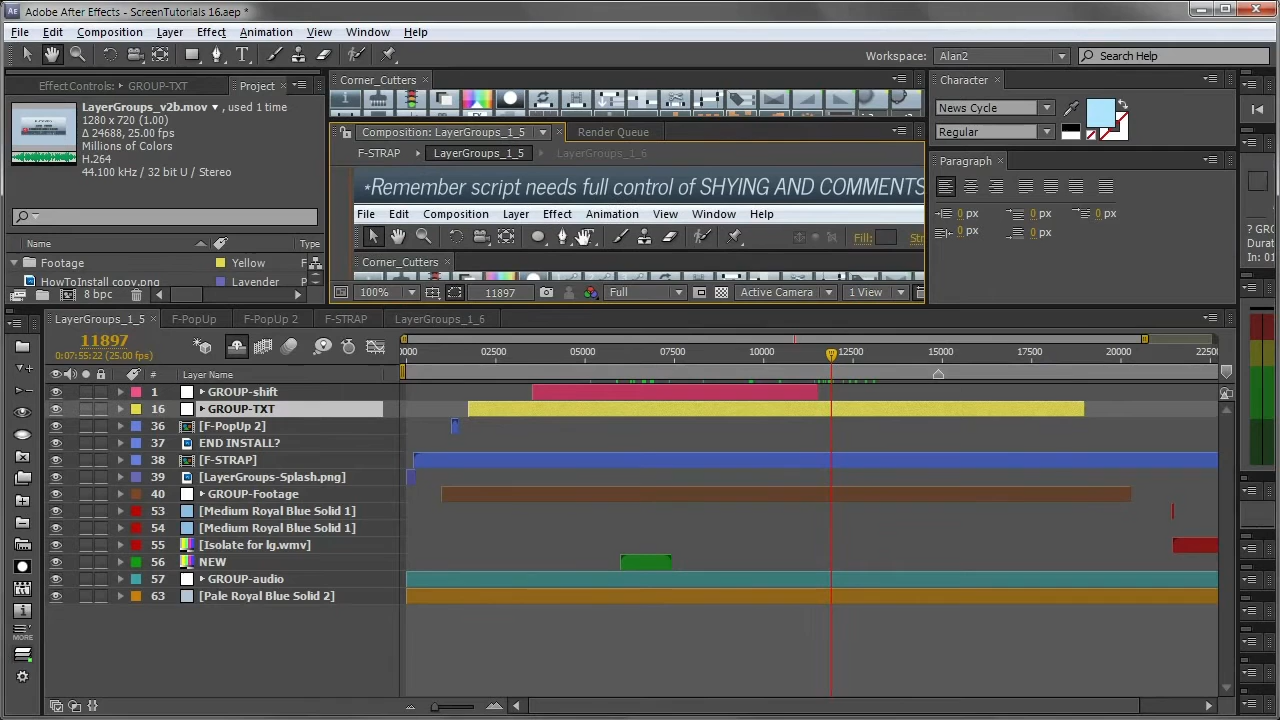 Adobe After Effects - ScreenTutorials 16.aep *
File Edit Composition Layer Effect Animation View Window Help
Workspace: Alan2 Search Help
Effect Controls: GROUP-TXT Project
LayerGroups_v2b.mov ▼, used 1 time
1280 x 720 (1.00)
Δ 24688, 25.00 fps
Millions of Colors
H.264
44.100 kHz / 32 bit U / Stereo
Name Type
Footage Yellow F
HowToInstall copy.png Lavender
8 bpc
Corner_Cutters
Composition: LayerGroups_1_5 Render Queue
F-STRAP LayerGroups_1_5 LayerGroups_1_6
*Remember script needs full control of SHYING AND COMMENTS
File Edit Composition Layer Effect Animation View Window Help
Fill: Str
Corner_Cutters
100% 11897 Full Active Camera 1 View
Character
News Cycle
Regular
Paragraph
0 px 0 px 0 px
0 px 0 px
? GRO
Durat
In: 01
LayerGroups_1_5 F-PopUp F-PopUp 2 F-STRAP LayerGroups_1_6
11897
0:07:55:22 (25.00 fps)
0000 02500 05000 07500 10000 12500 15000 17500 20000 2250
# Layer Name
1 GROUP-shift
16 GROUP-TXT
36 [F-PopUp 2]
37 END INSTALL?
38 [F-STRAP]
39 [LayerGroups-Splash.png]
40 GROUP-Footage
53 [Medium Royal Blue Solid 1]
54 [Medium Royal Blue Solid 1]
55 [Isolate for lg.wmv]
56 NEW
57 GROUP-audio
63 [Pale Royal Blue Solid 2]
MORE